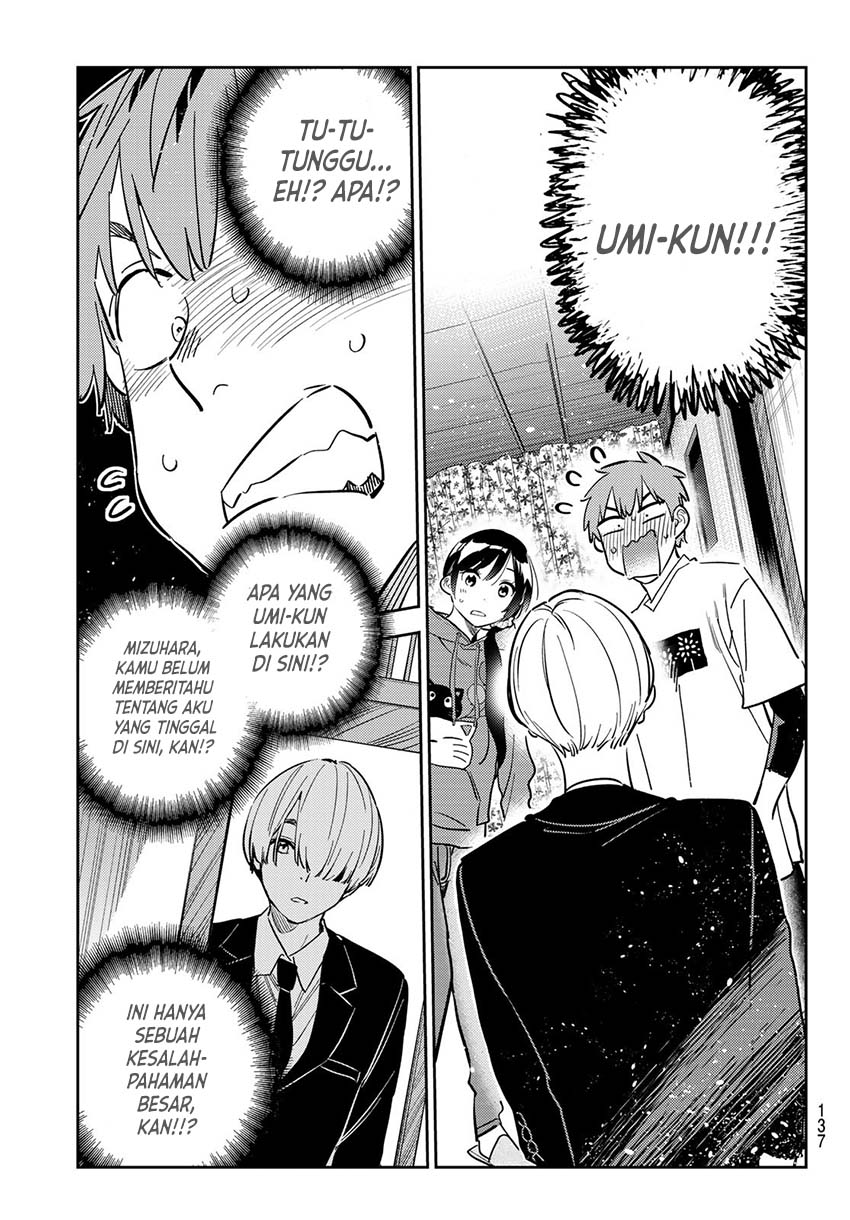 UMI-KUN!!!
TU-TU-
TUNGGU...
EH!? APA!?
APA YANG
UMI-KUN
LAKUKAN
DI SINI!?
MIZUHARA,
KAMU BELUM
MEMBERITAHU
TENTANG AKU
YANG TINGGAL
DI SINI, KAN!?
INI HANYA
SEBUAH
KESALAH-
PAHAMAN
BESAR,
KAN!!?
137